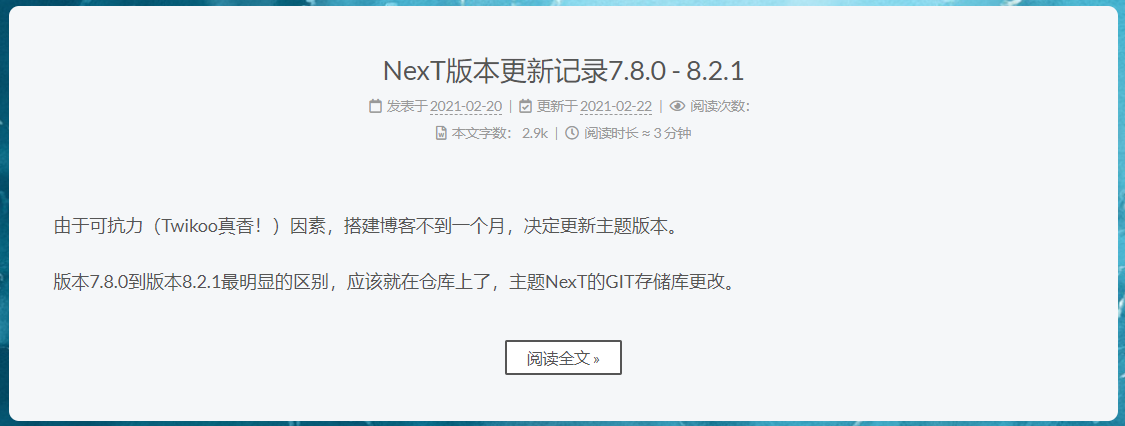 NexT版本更新记录7.8.0 - 8.2.1
发表于 2021-02-20 | 更新于 2021-02-22 | 阅读次数：
本文字数： 2.9k | 阅读时长 ≈ 3 分钟
由于可抗力（Twikoo真香！）因素，搭建博客不到一个月，决定更新主题版本。
版本7.8.0到版本8.2.1最明显的区别，应该就在仓库上了，主题NexT的GIT存储库更改。
阅读全文 »